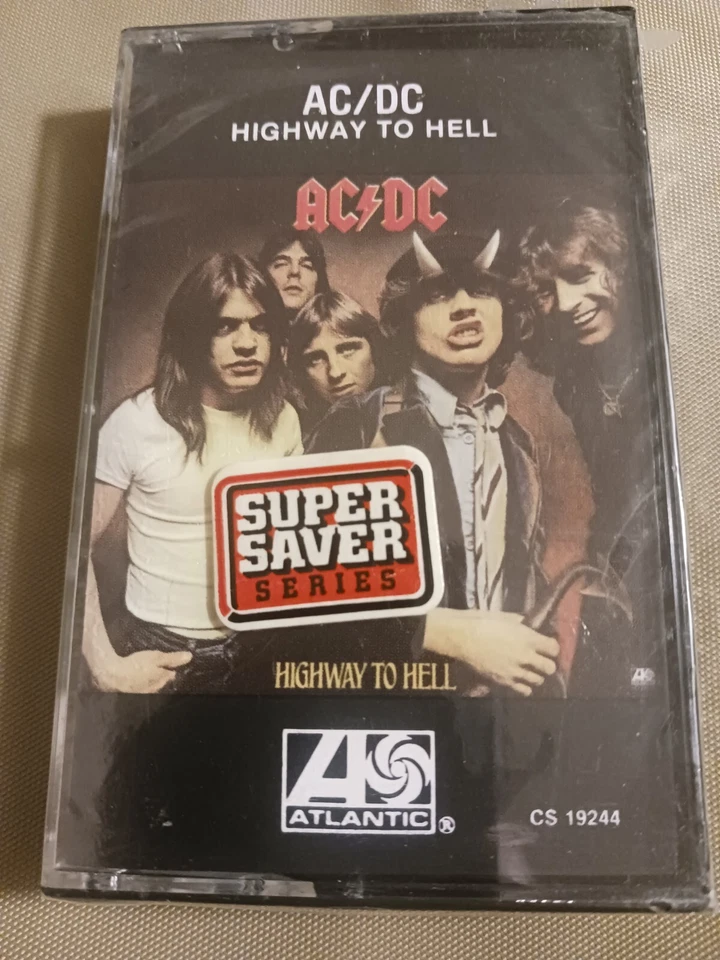 AC/DC
HIGHWAY TO HELL
AC⚡DC
SUPER
SAVER
SERIES
HIGHWAY TO HELL
ATLANTIC®
CS 19244